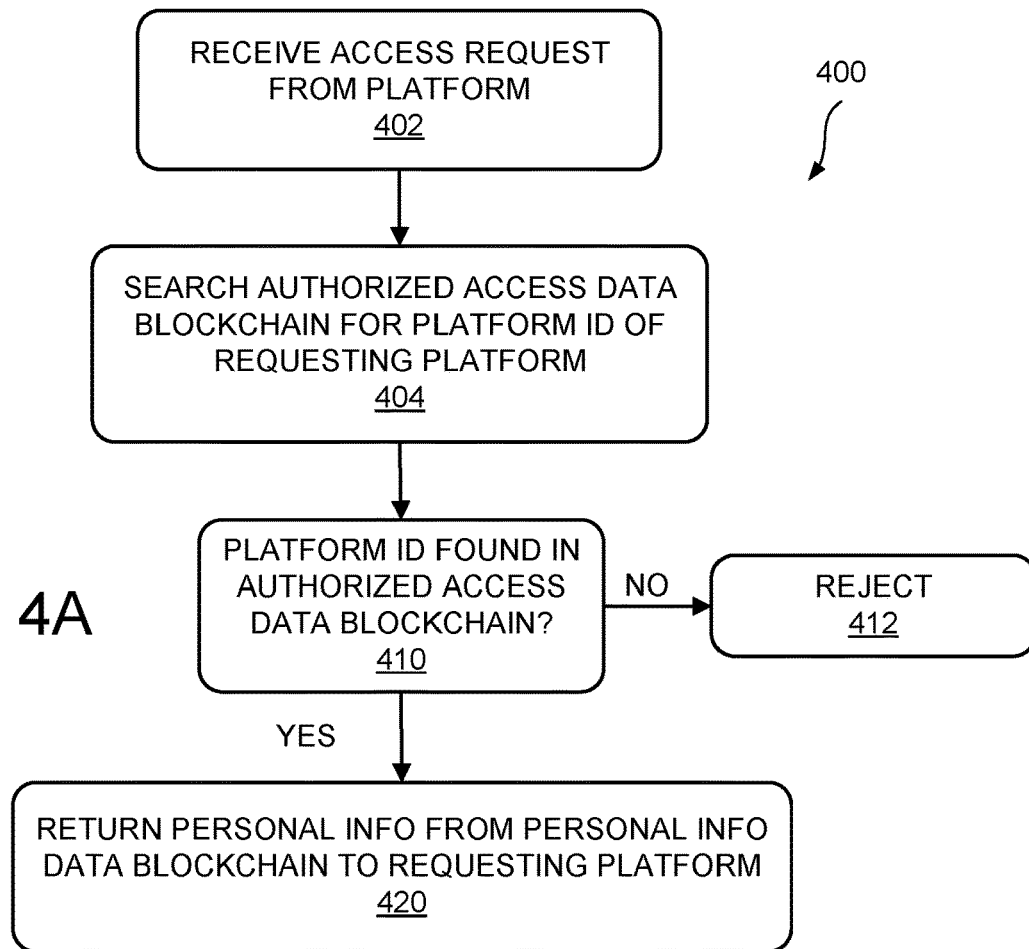 RECEIVE ACCESS REQUEST
FROM PLATFORM
402
400
SEARCH AUTHORIZED ACCESS DATA
BLOCKCHAIN FOR PLATFORM ID OF
REQUESTING PLATFORM
404
PLATFORM ID FOUND IN
AUTHORIZED ACCESS
DATA BLOCKCHAIN?
410
NO
REJECT
412
4A
YES
RETURN PERSONAL INFO FROM PERSONAL INFO
DATA BLOCKCHAIN TO REQUESTING PLATFORM
420